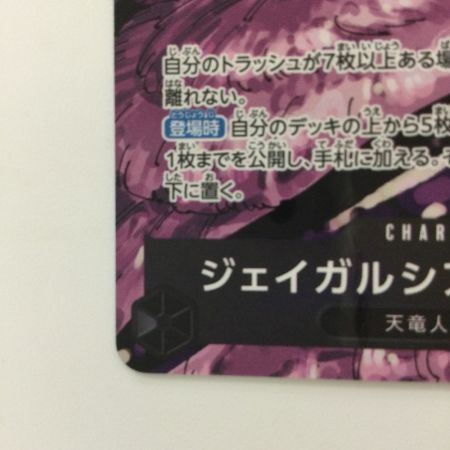 自分のトラッシュが7枚以上ある場
離れない。
登場時 自分のデッキの上から5枚
1枚までを公開し、手札に加える。そ
下に置く。
CHAR
ジェイガルシ
天竜人